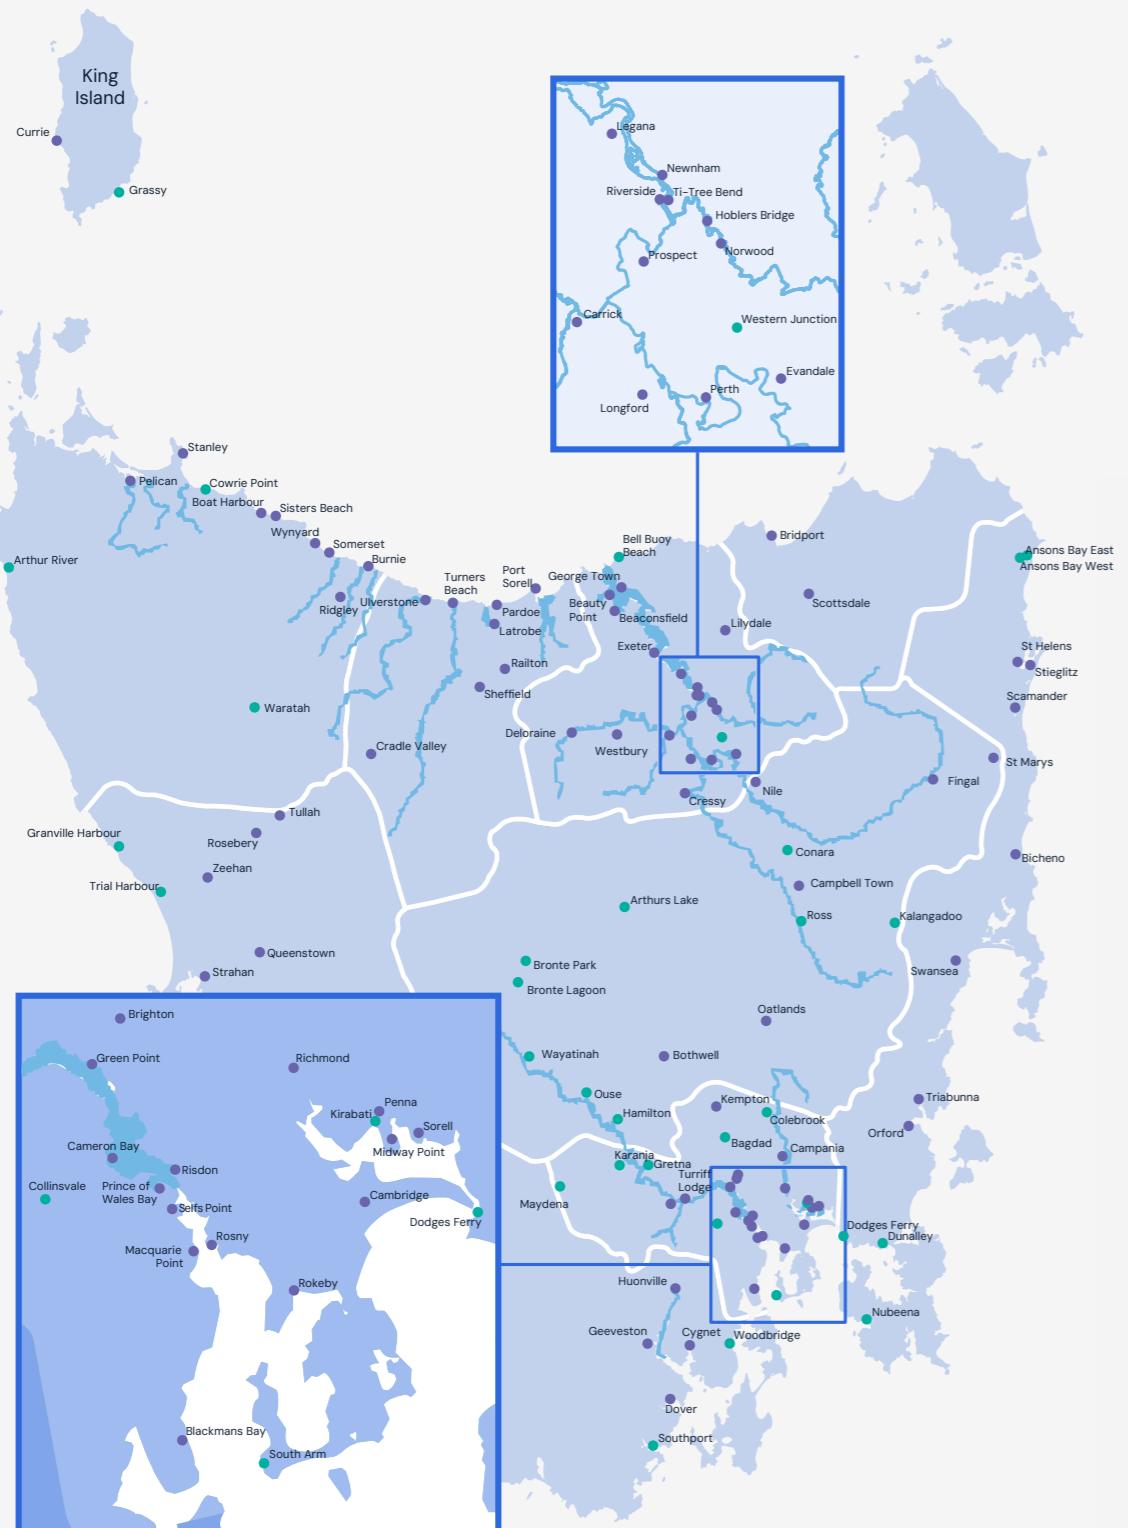 King
Island
Currie
Grassy
Legana
Newnham
Riverside
Ti-Tree Bend
Hoblers Bridge
Norwood
Prospect
Carrick
Western Junction
Evandale
Perth
Longford
Stanley
Pelican
Cowrie Point
Boat Harbour
Sisters Beach
Wynyard
Somerset
Burnie
Arthur River
Ridgley
Ulverstone
Turners
Beach
Port
Sorell
Pardoe
Latrobe
George Town
Bell Buoy
Beach
Beauty
Point
Beaconsfield
Bridport
Ansons Bay East
Ansons Bay West
Scottsdale
Lilydale
Exeter
St Helens
Stieglitz
Scamander
Railton
Sheffield
Waratah
Deloraine
Westbury
Cradle Valley
St Marys
Fingal
Nile
Cressy
Tullah
Granville Harbour
Rosebery
Conara
Bicheno
Zeehan
Trial Harbour
Campbell Town
Arthurs Lake
Ross
Kalangadoo
Queenstown
Strahan
Bronte Park
Bronte Lagoon
Swansea
Oatlands
Wayatinah
Bothwell
Ouse
Hamilton
Kempton
Colebrook
Triabunna
Orford
Bagdad
Campania
Karanja
Gretna
Turriff
Lodge
Maydena
Dodges Ferry
Dunalley
Huonville
Nubeena
Geeveston
Cygnet
Woodbridge
Dover
Southport
Brighton
Green Point
Richmond
Penna
Kirabati
Sorell
Midway Point
Cameron Bay
Risdon
Collinsvale
Prince of
Wales Bay
Selfs Point
Cambridge
Dodges Ferry
Rosny
Macquarie
Point
Rokeby
Blackmans Bay
South Arm